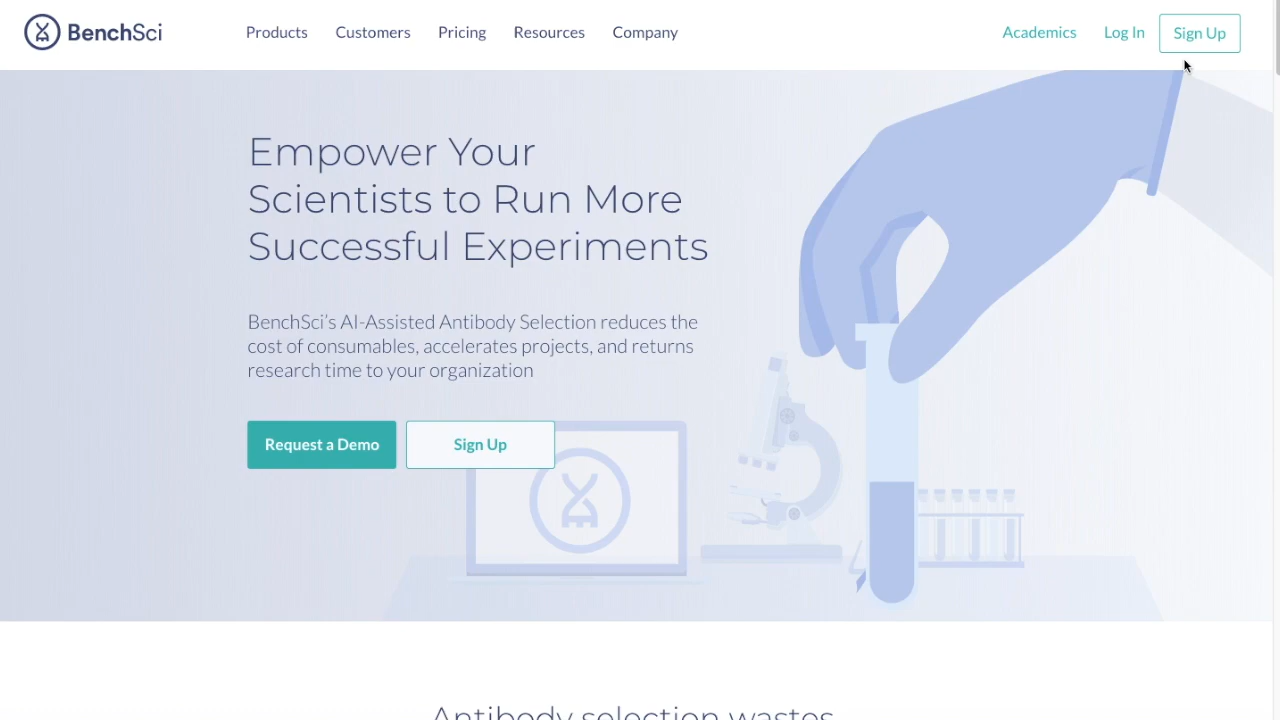 BenchSci
Products Customers Pricing Resources Company
Academics Log In Sign Up
Empower Your
Scientists to Run More
Successful Experiments
BenchSci’s AI-Assisted Antibody Selection reduces the
cost of consumables, accelerates projects, and returns
research time to your organization
Request a Demo Sign Up
Antibody selection wastes